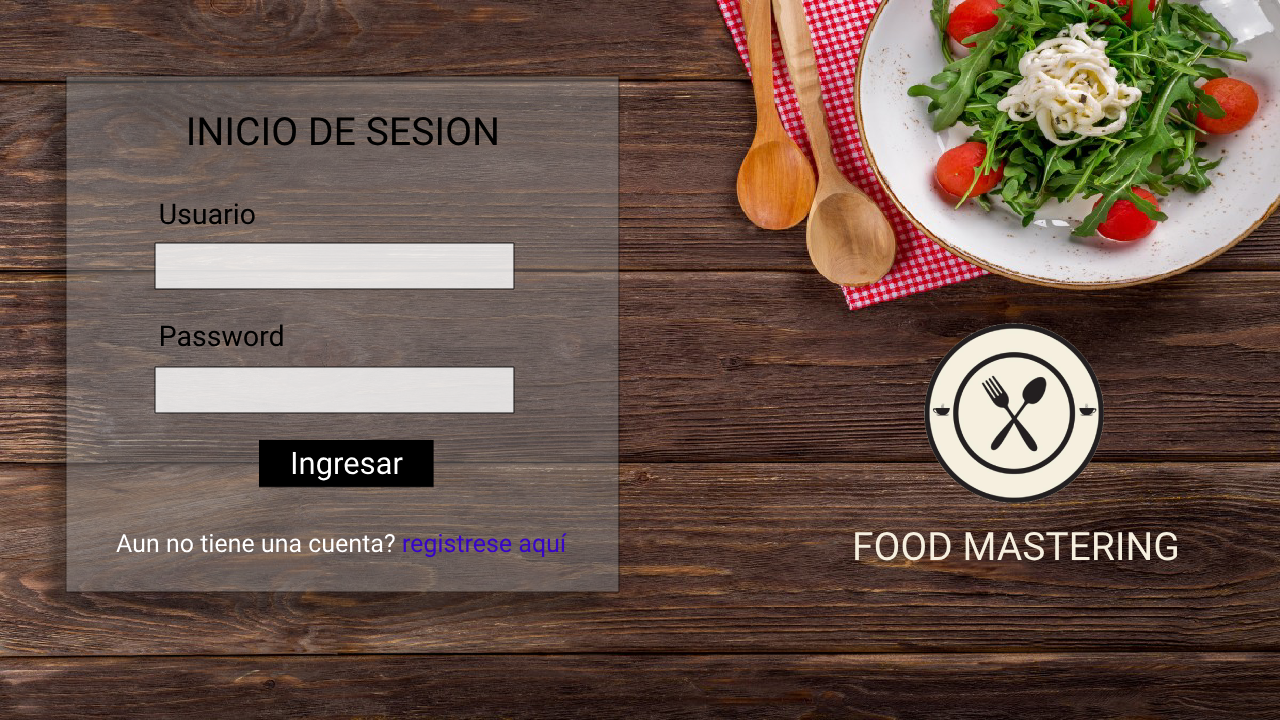 INICIO DE SESION
Usuario
Password
Ingresar
Aun no tiene una cuenta? registrese aquí
FOOD MASTERING